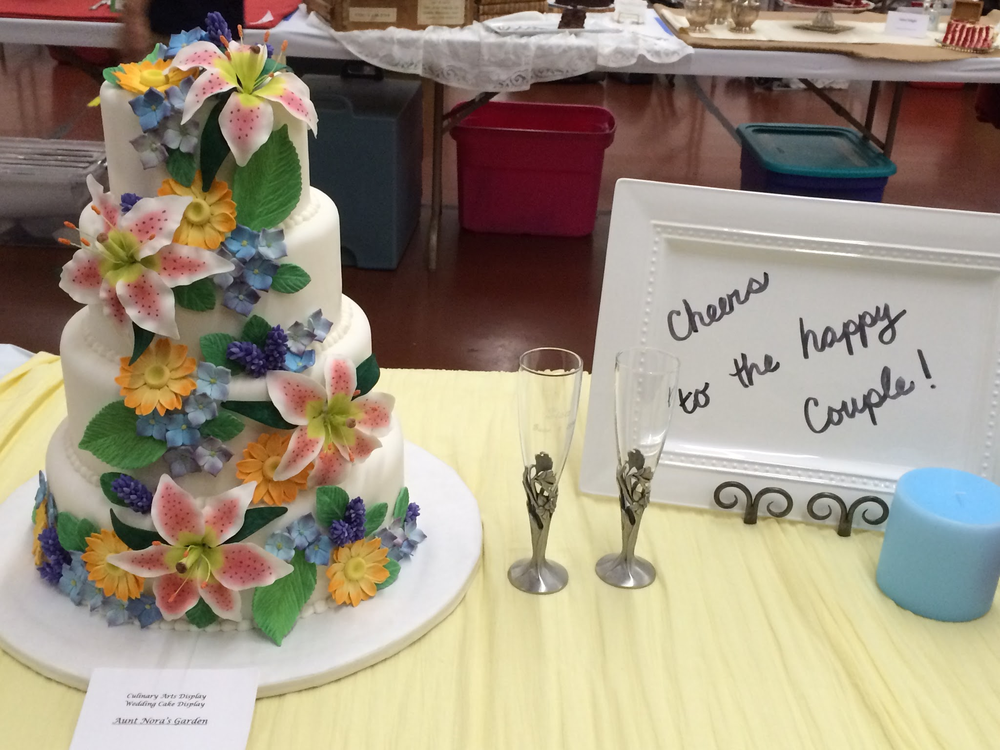 Cheers
to the happy
Couple!
Culinary Arts Display
Wedding Cake Display
Aunt Nora's Garden